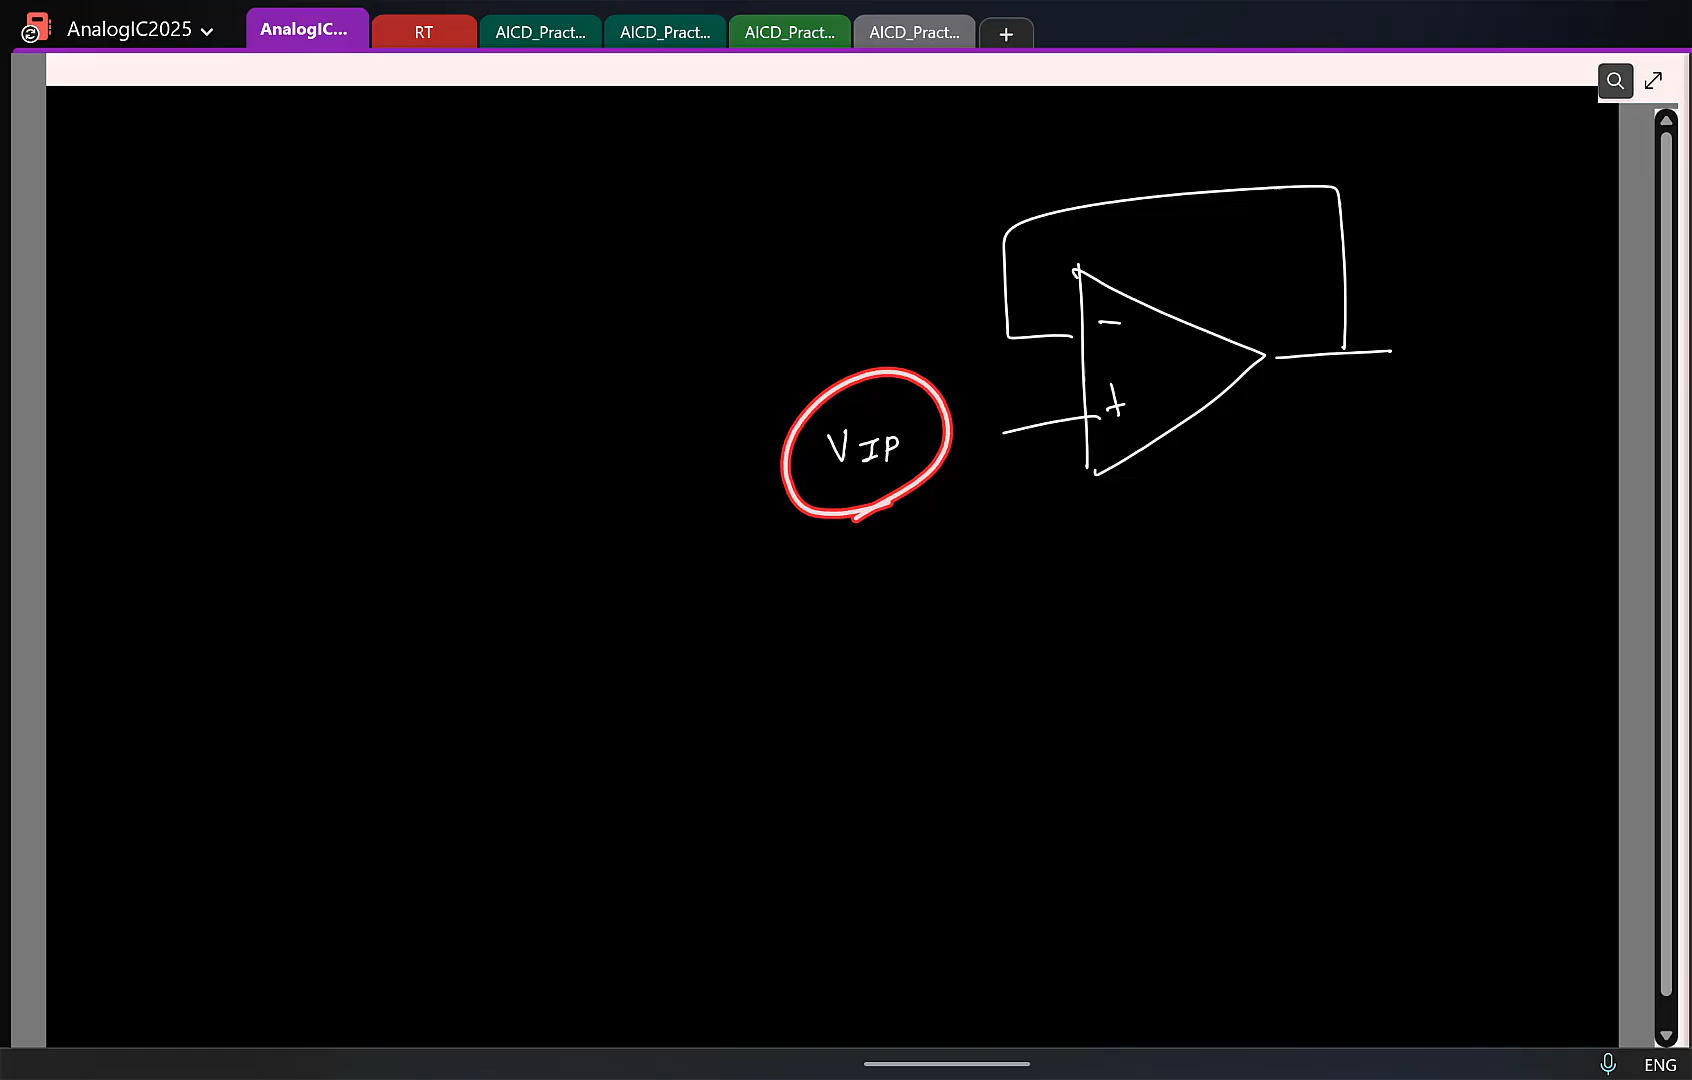 AnalogIC2025
AnalogIC...
RT
AICD_Pract...
AICD_Pract...
AICD_Pract...
AICD_Pract...
+
-
+
VIP
ENG